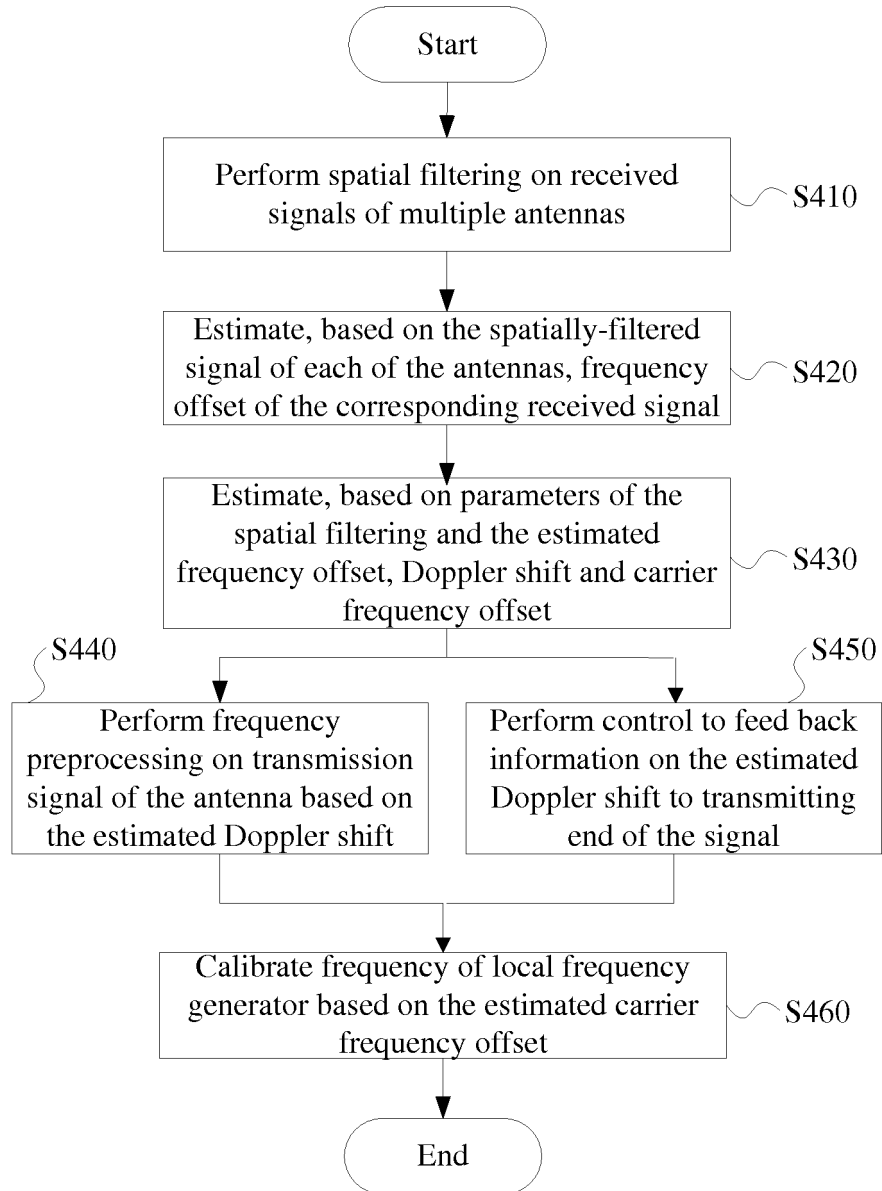 Start
Perform spatial filtering on received
signals of multiple antennas
S410
Estimate, based on the spatially-filtered
signal of each of the antennas, frequency
offset of the corresponding received signal
S420
Estimate, based on parameters of the
spatial filtering and the estimated
frequency offset, Doppler shift and carrier
frequency offset
S430
S440
Perform frequency
preprocessing on transmission
signal of the antenna based on
the estimated Doppler shift
S450
Perform control to feed back
information on the estimated
Doppler shift to transmitting
end of the signal
Calibrate frequency of local frequency
generator based on the estimated carrier
frequency offset
S460
End